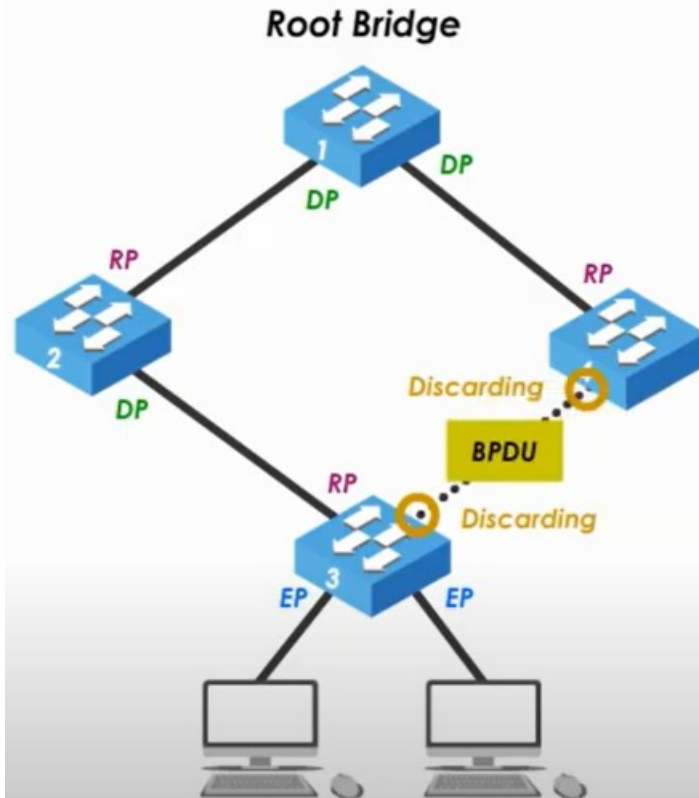 Root Bridge
1
DP
DP
RP
RP
2
DP
Discarding
BPDU
RP
Discarding
3
EP
EP